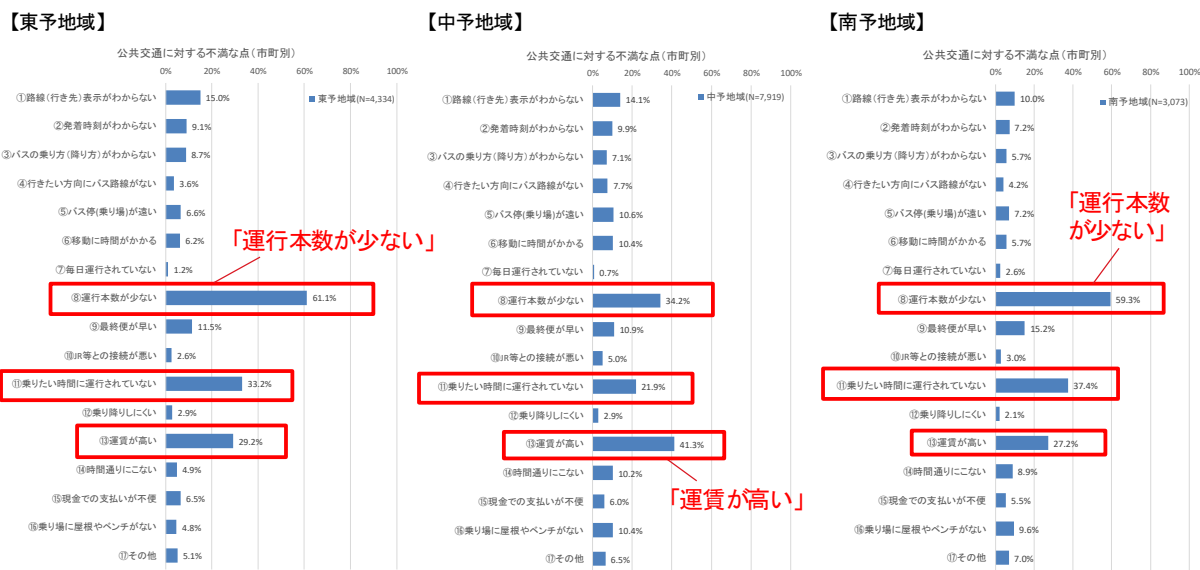 【東予地域】
公共交通に対する不満な点(市町別)
0% 20% 40% 60% 80% 100%
■東予地域(N=4,334)
①路線(行き先)表示がわからない 15.0%
②発着時刻がわからない 9.1%
③バスの乗り方(降り方)がわからない 8.7%
④行きたい方向にバス路線がない 3.6%
⑤バス停(乗り場)が遠い 6.6%
⑥移動に時間がかかる 6.2%
「運行本数が少ない」
⑦毎日運行されていない 1.2%
⑧運行本数が少ない 61.1%
⑨最終便が早い 11.5%
⑩JR等との接続が悪い 2.6%
⑪乗りたい時間に運行されていない 33.2%
⑫乗り降りしにくい 2.9%
⑬運賃が高い 29.2%
⑭時間通りにこない 4.9%
⑮現金での支払いが不便 6.5%
⑯乗り場に屋根やベンチがない 4.8%
⑰その他 5.1%
【中予地域】
公共交通に対する不満な点(市町別)
0% 20% 40% 60% 80% 100%
■中予地域(N=7,919)
①路線(行き先)表示がわからない 14.1%
②発着時刻がわからない 9.9%
③バスの乗り方(降り方)がわからない 7.1%
④行きたい方向にバス路線がない 7.7%
⑤バス停(乗り場)が遠い 10.6%
⑥移動に時間がかかる 10.4%
⑦毎日運行されていない 0.7%
⑧運行本数が少ない 34.2%
⑨最終便が早い 10.9%
⑩JR等との接続が悪い 5.0%
⑪乗りたい時間に運行されていない 21.9%
⑫乗り降りしにくい 2.9%
⑬運賃が高い 41.3%
⑭時間通りにこない 10.2%
⑮現金での支払いが不便 6.0%
「運賃が高い」
⑯乗り場に屋根やベンチがない 10.4%
⑰その他 6.5%
【南予地域】
公共交通に対する不満な点(市町別)
0% 20% 40% 60% 80% 100%
■南予地域(N=3,073)
①路線(行き先)表示がわからない 10.0%
②発着時刻がわからない 7.2%
③バスの乗り方(降り方)がわからない 5.7%
④行きたい方向にバス路線がない 4.2%
「運行本数
が少ない」
⑤バス停(乗り場)が遠い 7.2%
⑥移動に時間がかかる 5.7%
⑦毎日運行されていない 2.6%
⑧運行本数が少ない 59.3%
⑨最終便が早い 15.2%
⑩JR等との接続が悪い 3.0%
⑪乗りたい時間に運行されていない 37.4%
⑫乗り降りしにくい 2.1%
⑬運賃が高い 27.2%
⑭時間通りにこない 8.9%
⑮現金での支払いが不便 5.5%
⑯乗り場に屋根やベンチがない 9.6%
⑰その他 7.0%